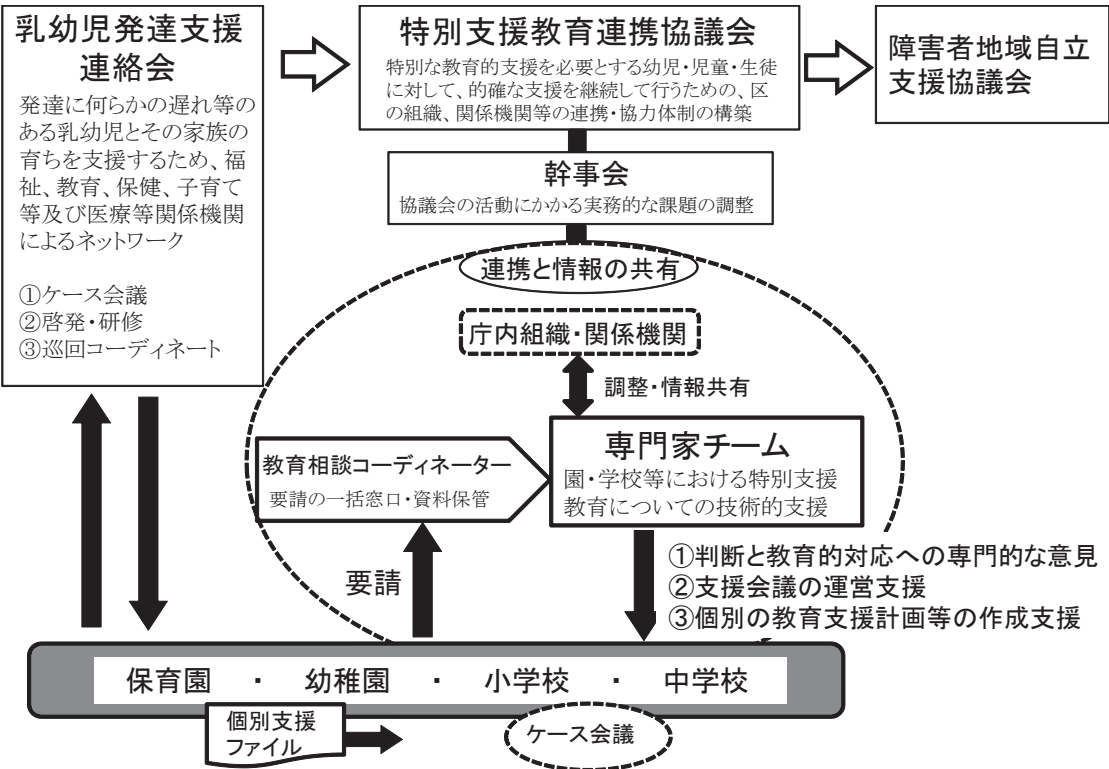 乳幼児発達支援
連絡会
発達に何らかの遅れ等の
ある乳幼児とその家族の
育ちを支援するため、福
祉、教育、保健、子育て
等及び医療等関係機関
によるネットワーク
①ケース会議
②啓発・研修
③巡回コーディネート
特別支援教育連携協議会
特別な教育的支援を必要とする幼児・児童・生徒
に対して、的確な支援を継続して行うための、区
の組織、関係機関等の連携・協力体制の構築
障害者地域自立
支援協議会
幹事会
協議会の活動にかかる実務的な課題の調整
連携と情報の共有
庁内組織・関係機関
調整・情報共有
教育相談コーディネーター
要請の一括窓口・資料保管
専門家チーム
園・学校等における特別支援
教育についての技術的支援
要請
①判断と教育的対応への専門的な意見
②支援会議の運営支援
③個別の教育支援計画等の作成支援
保育園 ・ 幼稚園 ・ 小学校 ・ 中学校
個別支援
ファイル
ケース会議